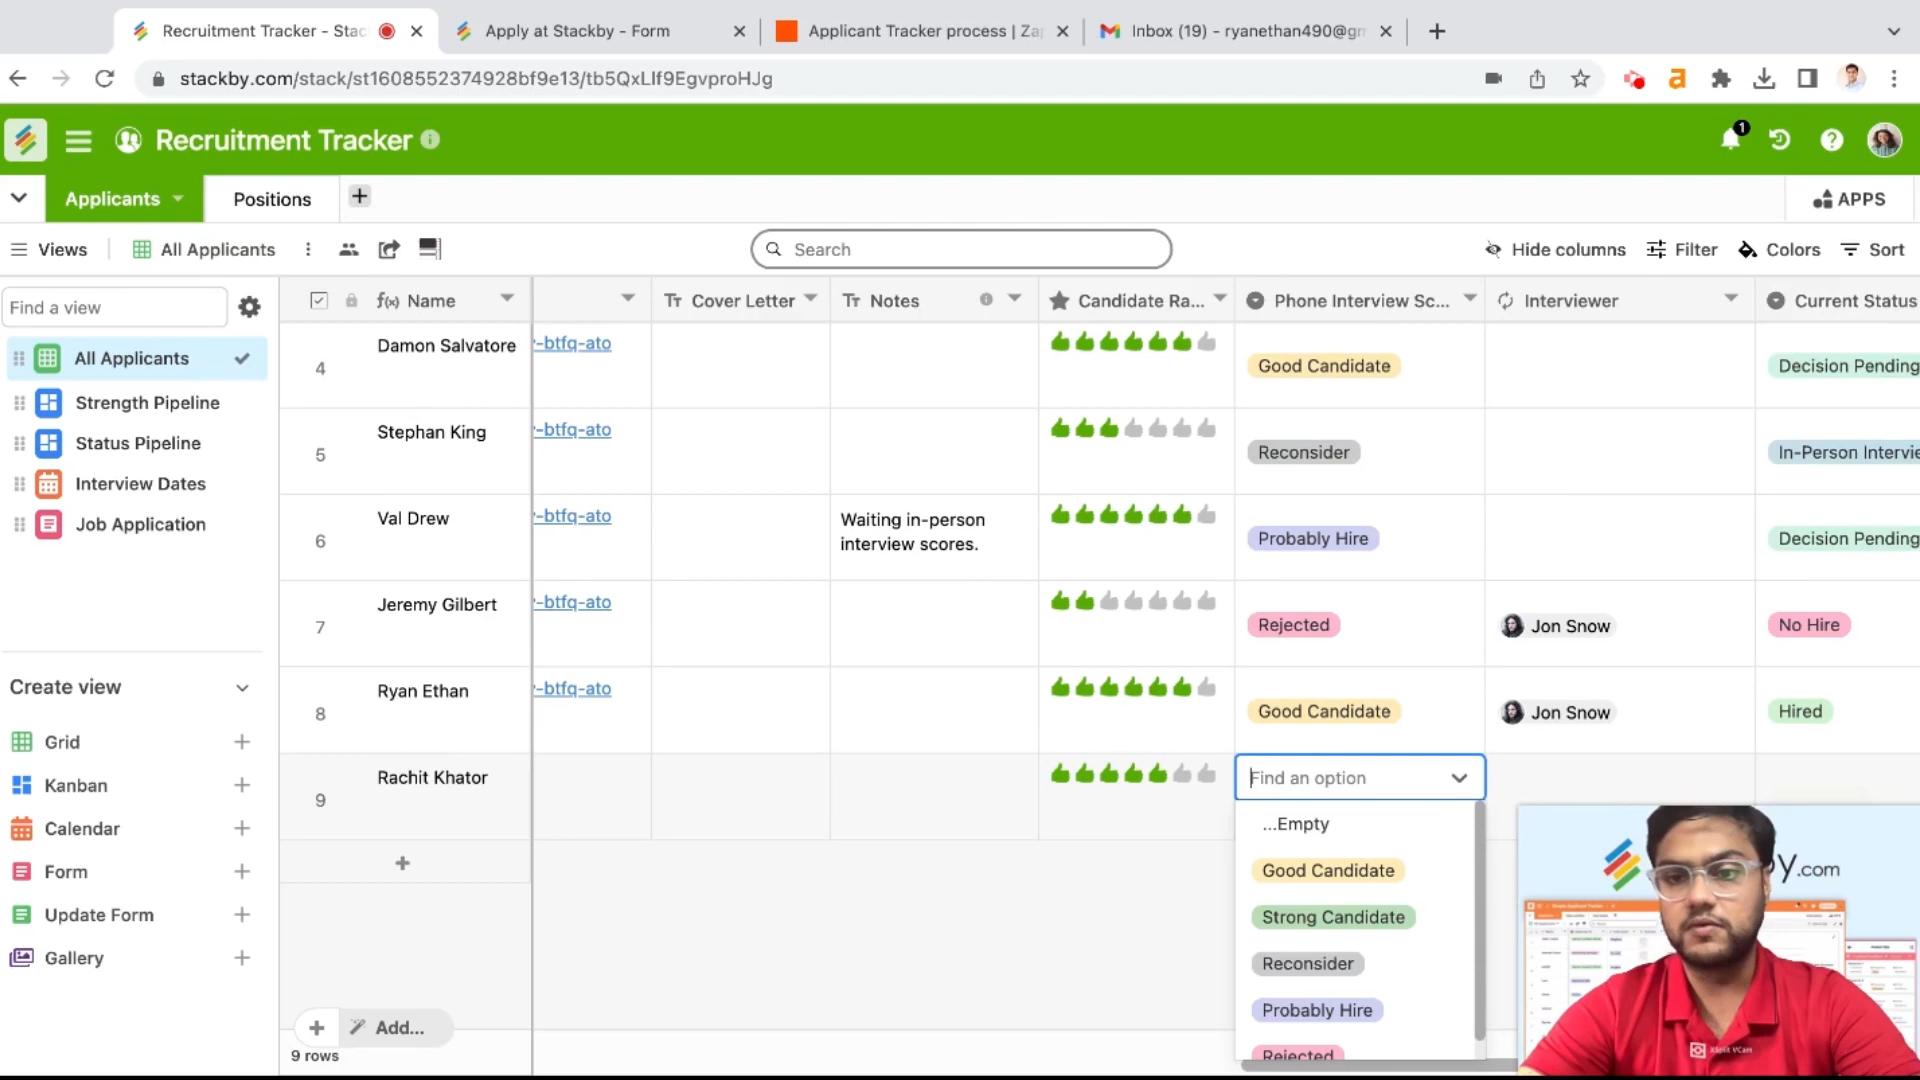 Recruitment Tracker - Stac
Apply at Stackby - Form
Applicant Tracker process | Za
Inbox (19) - ryanethan490@gm
stackby.com/stack/st1608552374928bf9e13/tb5QxLlf9EgvproHJg
Recruitment Tracker
1
Applicants
Positions
APPS
Views
All Applicants
Search
Hide columns
Filter
Colors
Sort
Find a view
All Applicants
Strength Pipeline
Status Pipeline
Interview Dates
Job Application
Create view
Grid
Kanban
Calendar
Form
Update Form
Gallery
f(x) Name
Cover Letter
Notes
Candidate Ra...
Phone Interview Sc...
Interviewer
Current Status
4 Damon Salvatore -btfq-ato Good Candidate Decision Pending
5 Stephan King -btfq-ato Reconsider In-Person Intervie
6 Val Drew -btfq-ato Waiting in-person Probably Hire Decision Pending
interview scores.
7 Jeremy Gilbert -btfq-ato Rejected Jon Snow No Hire
8 Ryan Ethan -btfq-ato Good Candidate Jon Snow Hired
9 Rachit Khator Find an option
...Empty
Good Candidate
Strong Candidate
Reconsider
Probably Hire
Rejected
Add...
9 rows
y.com
XSplit VCam